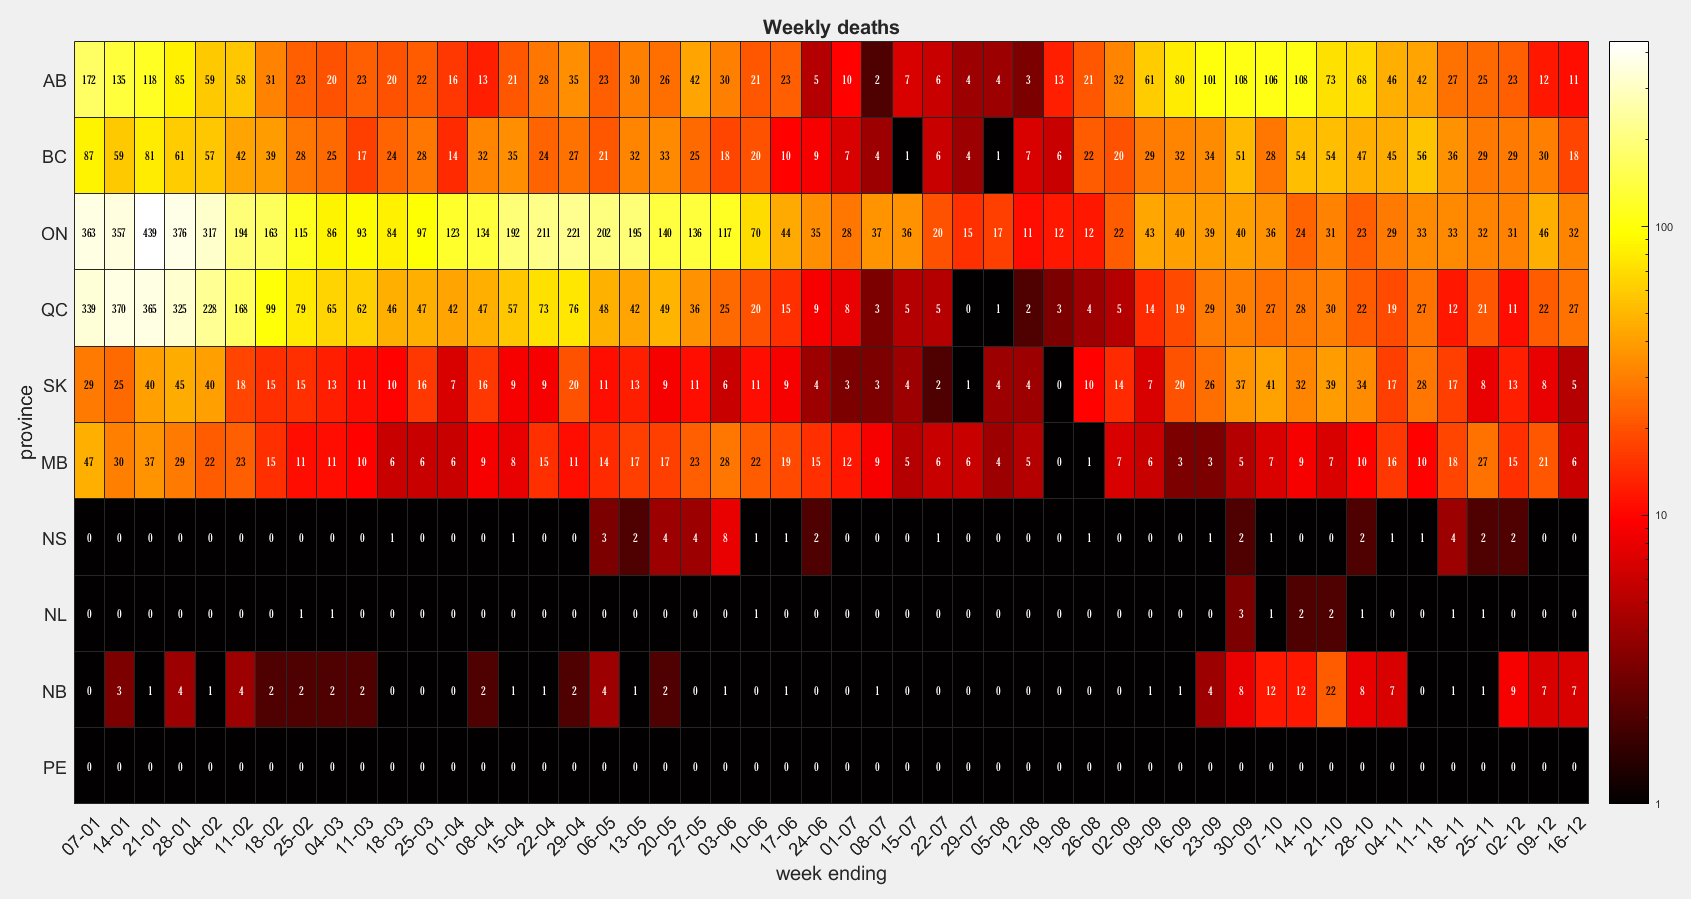 Weekly deaths
AB 172 135 118 85 59 58 31 23 20 23 20 22 16 13 21 28 35 23 30 26 42 30 21 23 5 10 2 7 6 4 4 3 13 21 32 61 80 101 108 106 108 73 68 46 42 27 25 23 12 11
BC 87 59 81 61 57 42 39 28 25 17 24 28 14 32 35 24 27 21 32 33 25 18 20 10 9 7 4 1 6 4 1 7 6 22 20 29 32 34 51 28 54 54 47 45 56 36 29 29 30 18
100
ON 363 357 439 376 317 194 163 115 86 93 84 97 123 134 192 211 221 202 195 140 136 117 70 44 35 28 37 36 20 15 17 11 12 12 22 43 40 39 40 36 24 31 23 29 33 33 32 31 46 32
QC 339 370 365 325 228 168 99 79 65 62 46 47 42 47 57 73 76 48 42 49 36 25 20 15 9 8 3 5 5 0 1 2 3 4 5 14 19 29 30 27 28 30 22 19 27 12 21 11 22 27
SK 29 25 40 45 40 18 15 15 13 11 10 16 7 16 9 9 20 11 13 9 11 6 11 9 4 3 3 4 2 1 4 4 0 10 14 7 20 26 37 41 32 39 34 17 28 17 8 13 8 5
province
MB 47 30 37 29 22 23 15 11 11 10 6 6 6 9 8 15 11 14 17 17 23 28 22 19 15 12 9 5 6 6 4 5 0 1 7 6 3 3 5 7 9 7 10 16 10 18 27 15 21 6
10
NS 0 0 0 0 0 0 0 0 0 0 1 0 0 0 1 0 0 3 2 4 4 8 1 1 2 0 0 0 1 0 0 0 0 1 0 0 0 1 2 1 0 0 2 1 1 4 2 2 0 0
NL 0 0 0 0 0 0 0 1 1 0 0 0 0 0 0 0 0 0 0 0 0 0 1 0 0 0 0 0 0 0 0 0 0 0 0 0 0 0 3 1 2 2 1 0 0 1 1 0 0 0
NB 0 3 1 4 1 4 2 2 2 2 0 0 0 2 1 1 2 4 1 2 0 1 0 1 0 0 1 0 0 0 0 0 0 0 0 1 1 4 8 12 12 22 8 7 0 1 1 9 7 7
PE 0 0 0 0 0 0 0 0 0 0 0 0 0 0 0 0 0 0 0 0 0 0 0 0 0 0 0 0 0 0 0 0 0 0 0 0 0 0 0 0 0 0 0 0 0 0 0 0 0 0
1
07-01 14-01 21-01 28-01 04-02 11-02 18-02 25-02 04-03 11-03 18-03 25-03 01-04 08-04 15-04 22-04 29-04 06-05 13-05 20-05 27-05 03-06 10-06 17-06 24-06 01-07 08-07 15-07 22-07 29-07 05-08 12-08 19-08 26-08 02-09 09-09 16-09 23-09 30-09 07-10 14-10 21-10 28-10 04-11 11-11 18-11 25-11 02-12 09-12 16-12
week ending